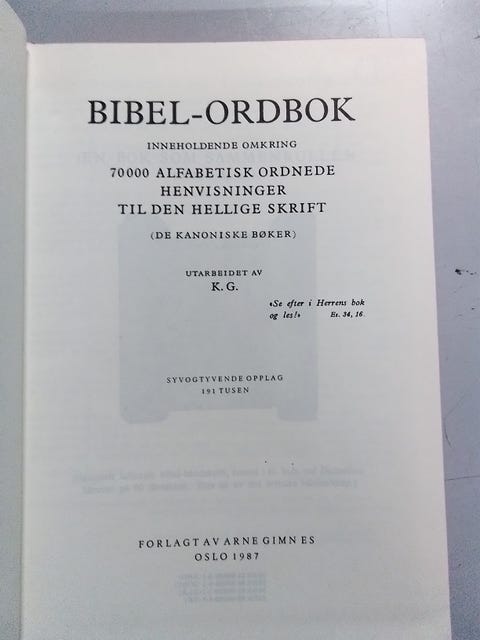 BIBEL-ORDBOK
INNEHOLDENDE OMKRING
70000 ALFABETISK ORDNEDE
HENVISNINGER
TIL DEN HELLIGE SKRIFT
(DE KANONISKE BØKER)
UTARBEIDET AV
K. G.
«Se efter i Herrens bok
og les!» Es. 34, 16.
SYVOGTYVENDE OPPLAG
191 TUSEN
FORLAGT AV ARNE GIMNES
OSLO 1987